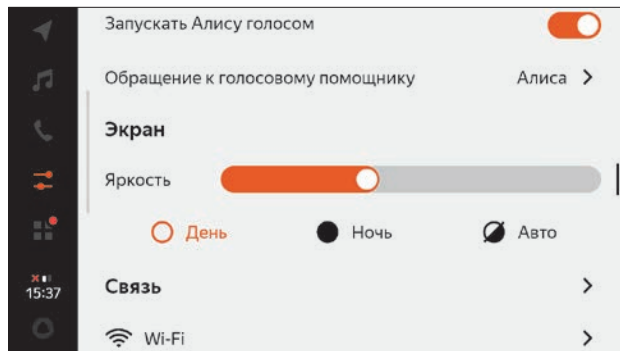 Запускать Алису голосом
Обращение к голосовому помощнику Алиса
Экран
Яркость
День Ночь Авто
15:37
Связь
Wi-Fi